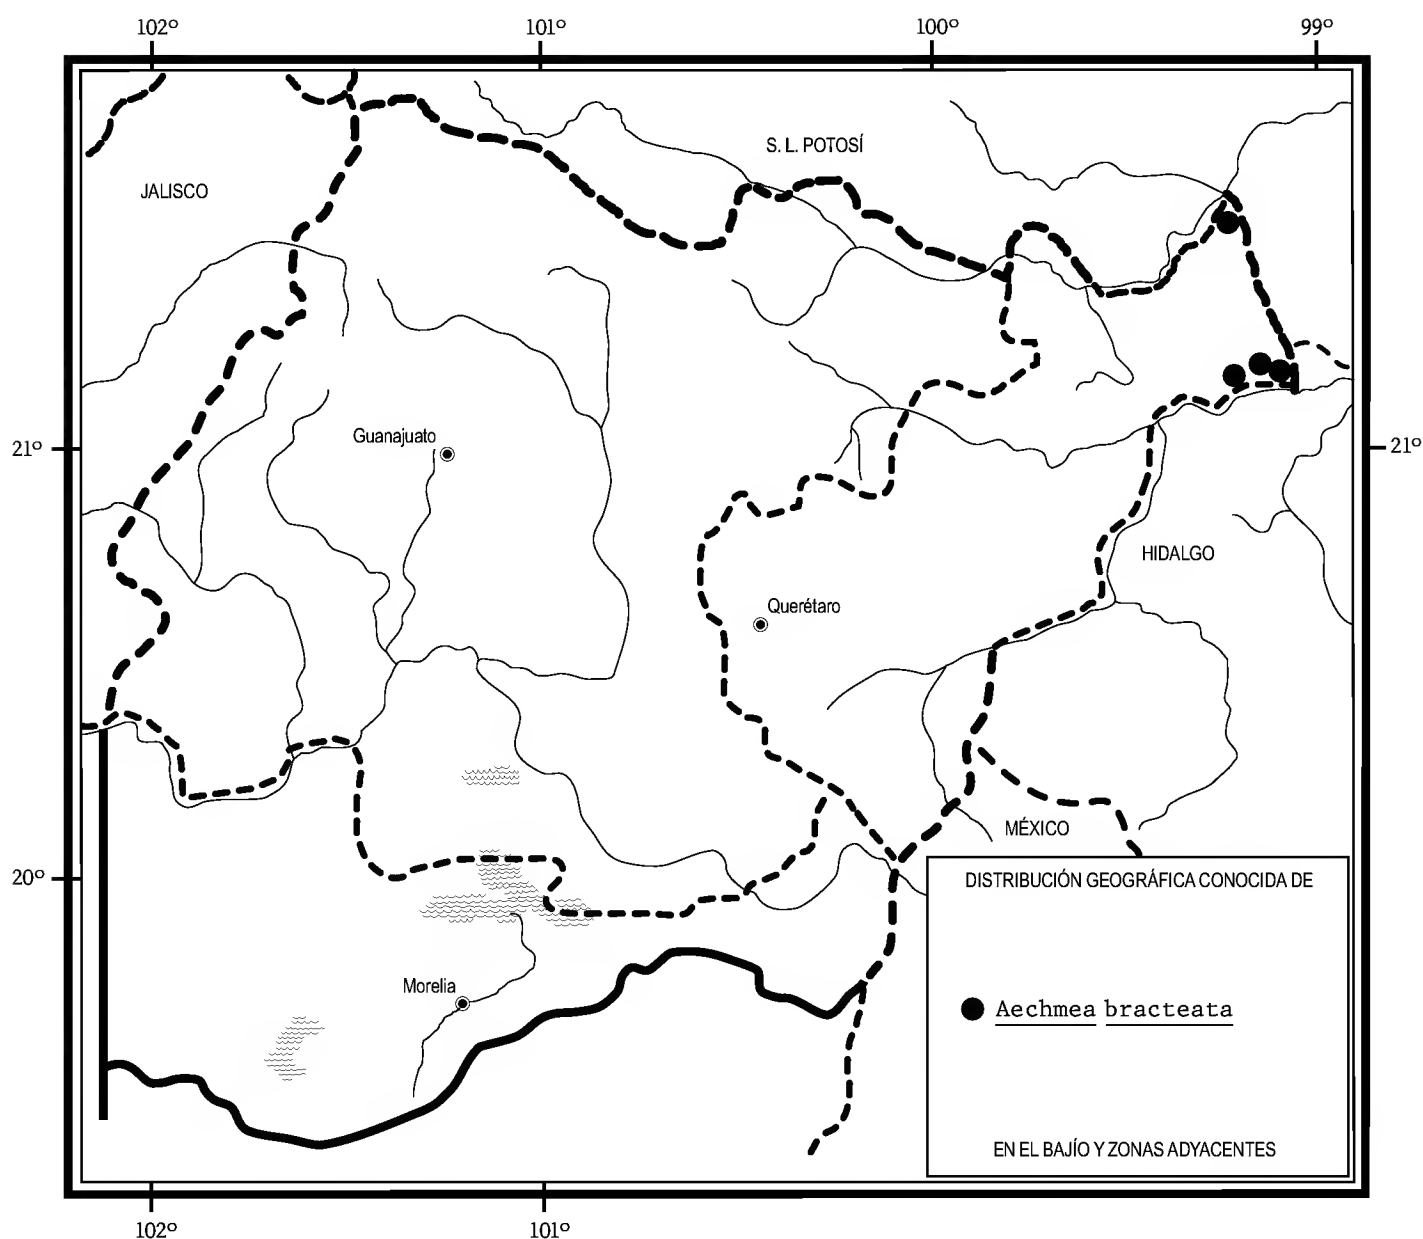 102º 101º 100º 99º
S. L. POTOSÍ
JALISCO
Guanajuato
21º
21º
HIDALGO
Querétaro
MÉXICO
20º
DISTRIBUCIÓN GEOGRÁFICA CONOCIDA DE
Morelia
Aechmea bracteata
EN EL BAJÍO Y ZONAS ADYACENTES
102º 101º